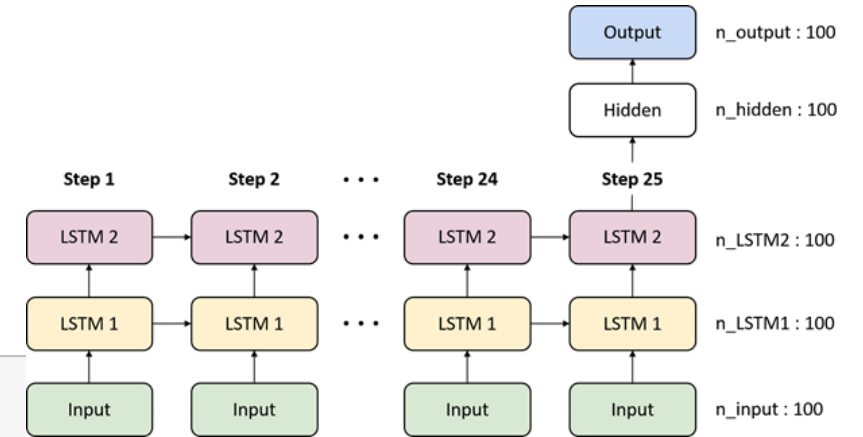 Output n_output : 100
Hidden n_hidden : 100
Step 1 Step 2 • • • Step 24 Step 25
LSTM 2 LSTM 2 • • • LSTM 2 LSTM 2 n_LSTM2 : 100
LSTM 1 LSTM 1 • • • LSTM 1 LSTM 1 n_LSTM1 : 100
Input Input Input Input n_input : 100